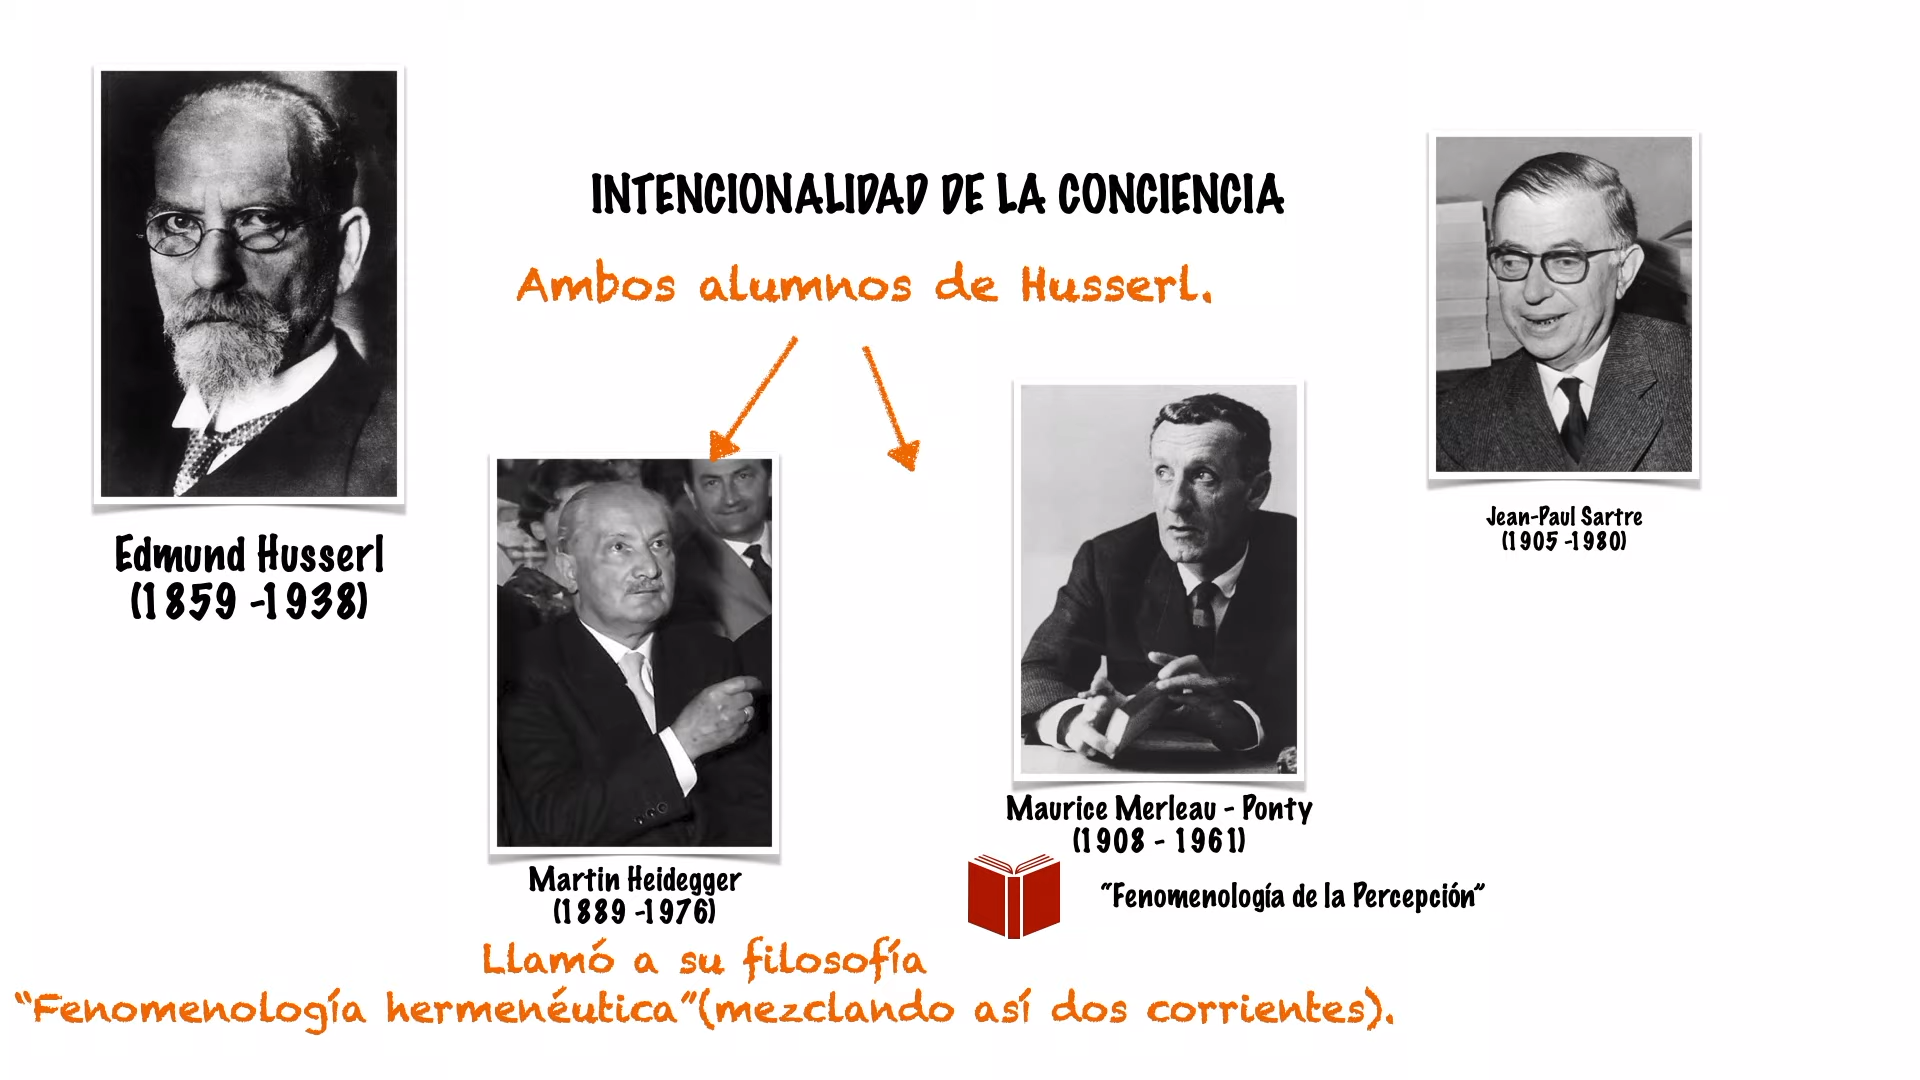 INTENCIONALIDAD DE LA CONCIENCIA
Ambos alumnos de Husserl.
Edmund Husserl
(1859 -1938)
Jean-Paul Sartre
(1905 -1980)
Maurice Merleau - Ponty
(1908 - 1961)
"Fenomenología de la Percepción"
Martin Heidegger
(1889 -1976)
Llamó a su filosofía
"Fenomenología hermenéutica"(mezclando así dos corrientes).